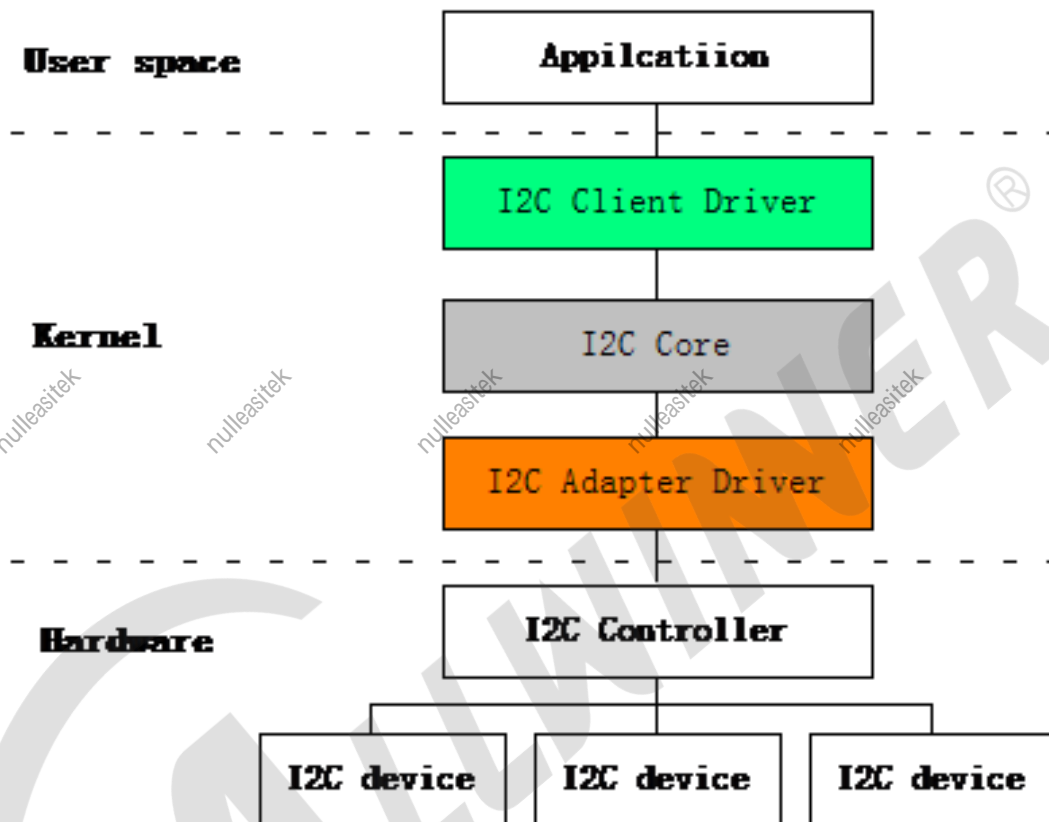 User space
Appilcatiion
I2C Client Driver
®
Kernel
I2C Core
nulleasitek nulleasitek nulleasitek nulleasitek nulleasitek
I2C Adapter Driver
ALLWINNER
Hardware
I2C Controller
I2C device I2C device I2C device